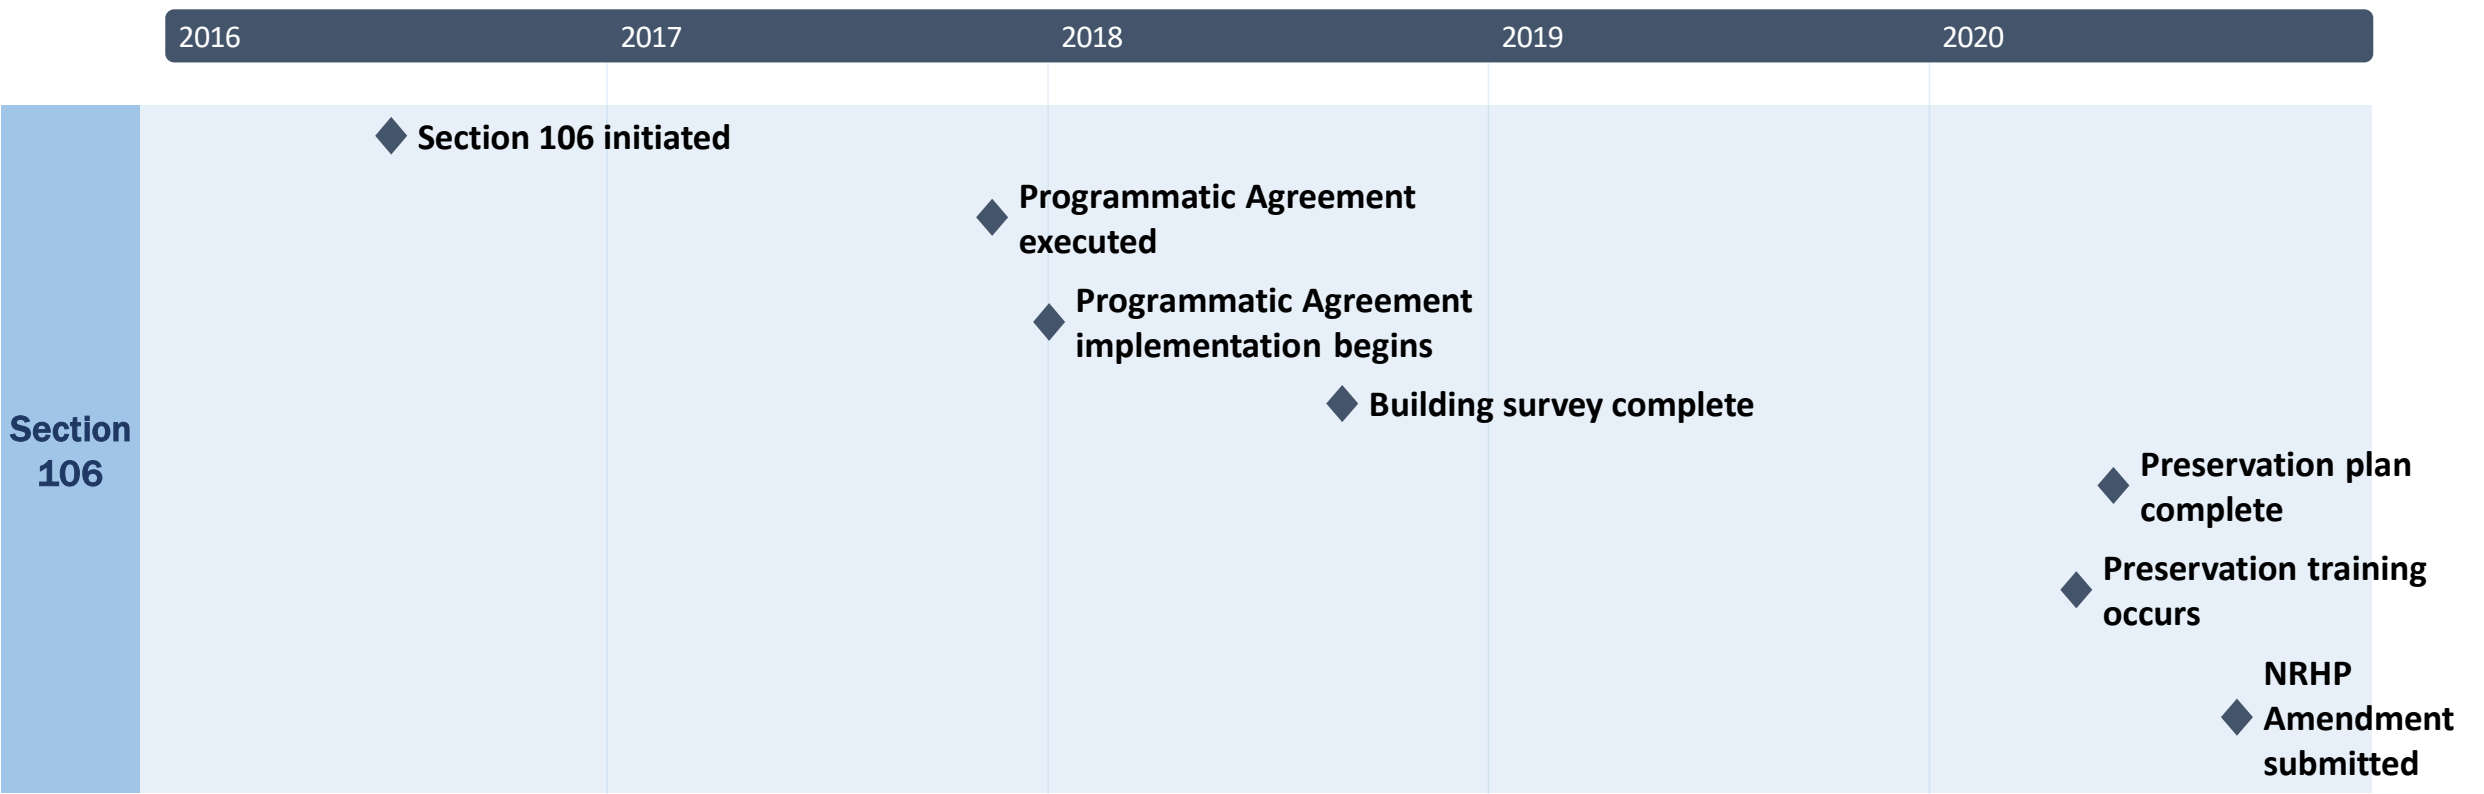 2016
2017
2018
2019
2020
Section 106 initiated
Programmatic Agreement
executed
Programmatic Agreement
implementation begins
Building survey complete
Section
106
Preservation plan
complete
Preservation training
occurs
NRHP
Amendment
submitted